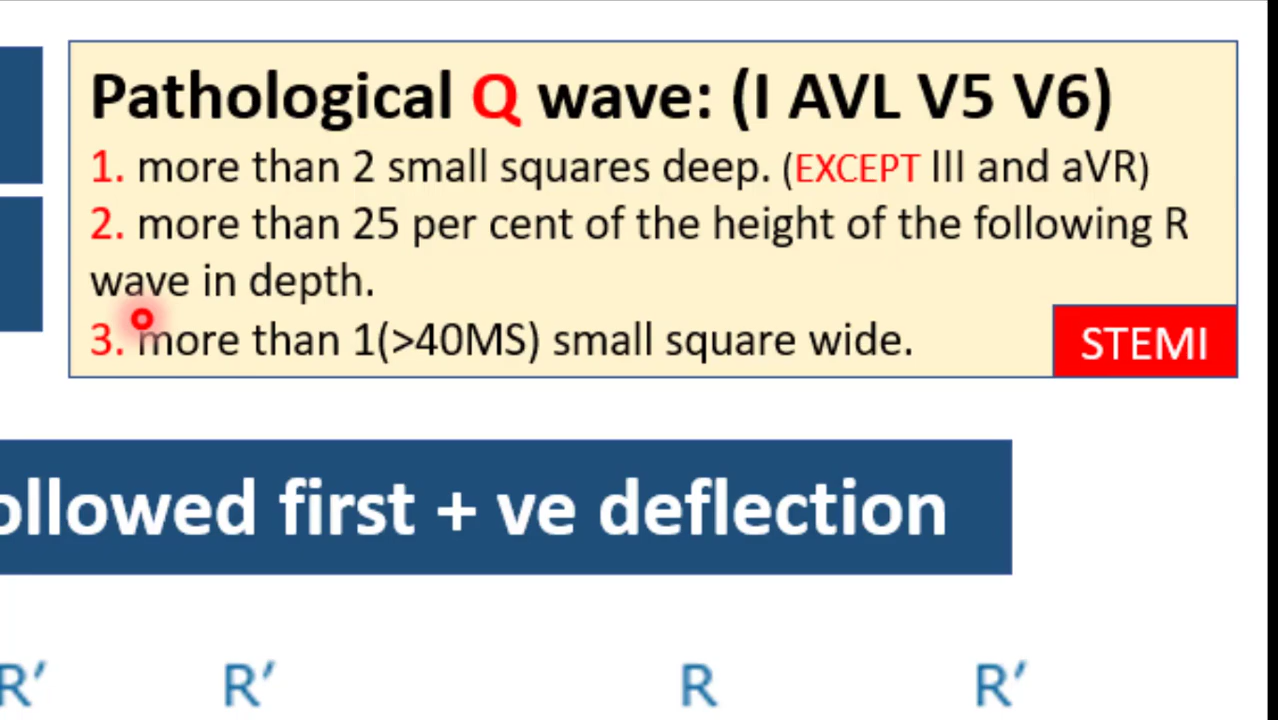 Pathological Q wave: (I AVL V5 V6)
1. more than 2 small squares deep. (EXCEPT III and aVR)
2. more than 25 per cent of the height of the following R
wave in depth.
3. more than 1(>40MS) small square wide.
STEMI
ollowed first + ve deflection
R′ R′ R R′